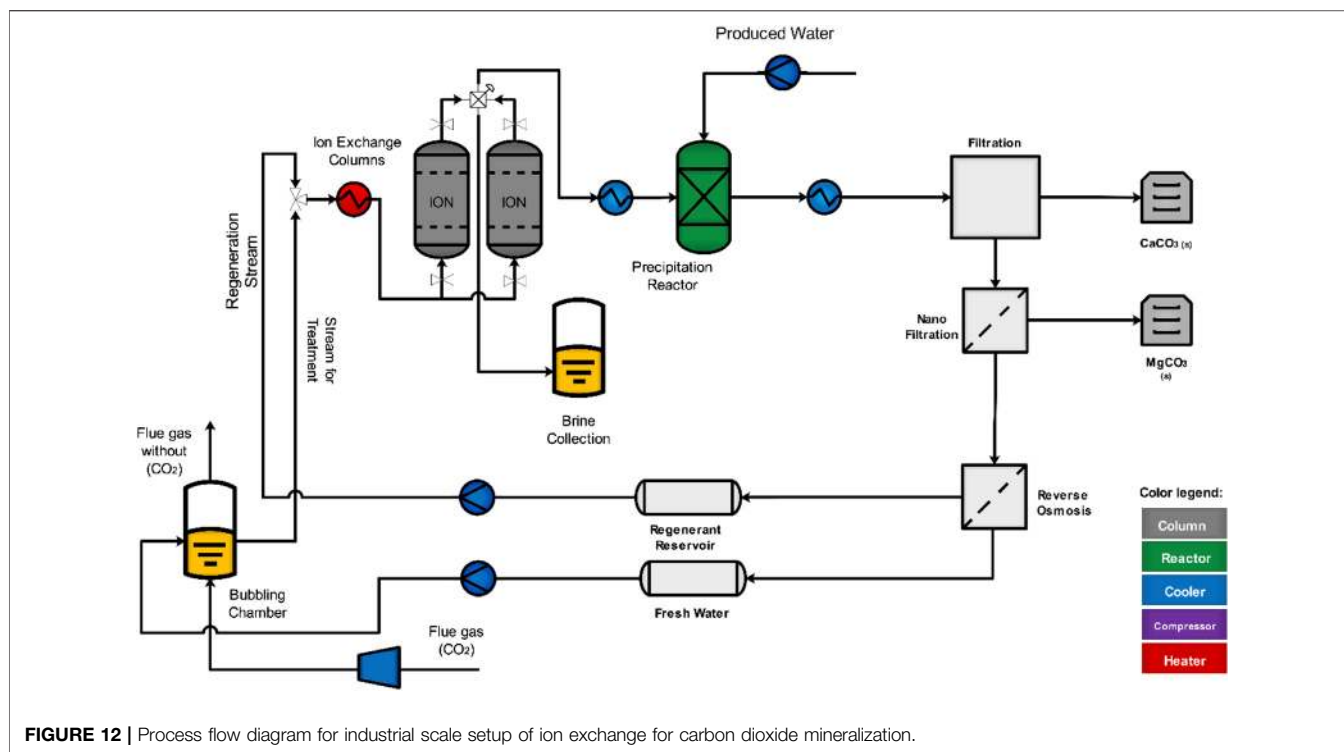 Produced Water
Ion Exchange
Columns
ION
ION
Filtration
CaCO3 (s)
Precipitation
Reactor
Regeneration
Stream
Stream for
Treatment
Nano
Filtration
MgCO3
(s)
Brine
Collection
Flue gas
without
(CO2)
Bubbling
Chamber
Regenerant
Reservoir
Reverse
Osmosis
Fresh Water
Flue gas
(CO2)
Color legend:
Column
Reactor
Cooler
Compressor
Heater
FIGURE 12 | Process flow diagram for industrial scale setup of ion exchange for carbon dioxide mineralization.